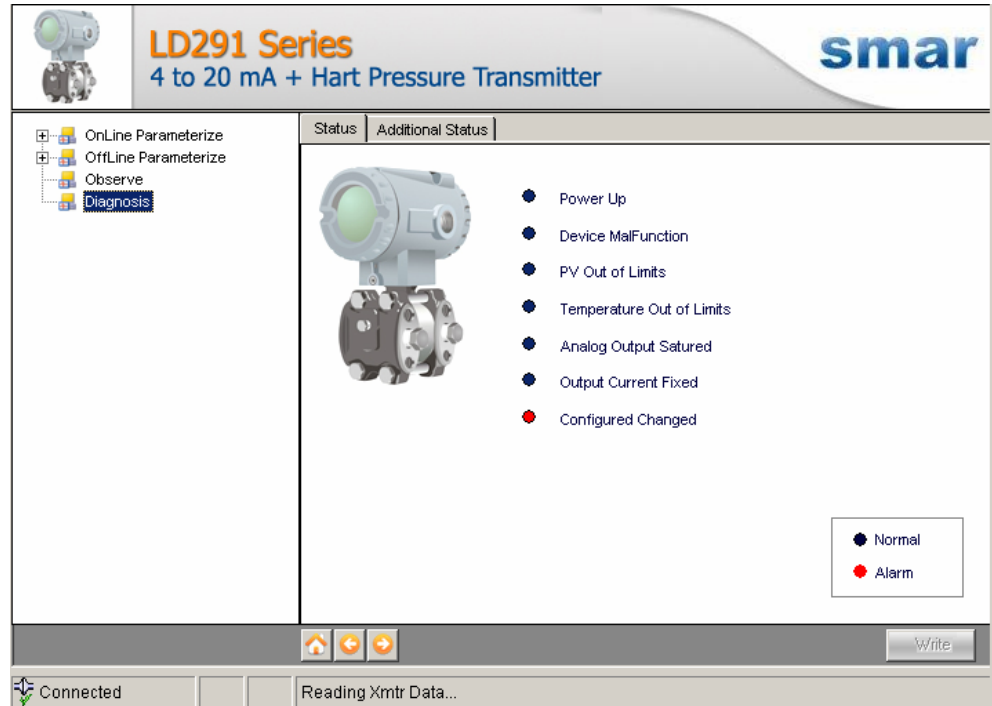 LD291 Series
4 to 20 mA + Hart Pressure Transmitter
smar
OnLine Parameterize
OffLine Parameterize
Observe
Diagnosis
Status
Additional Status
Power Up
Device MalFunction
PV Out of Limits
Temperature Out of Limits
Analog Output Satured
Output Current Fixed
Configured Changed
Normal
Alarm
Write
Connected
Reading Xmtr Data...